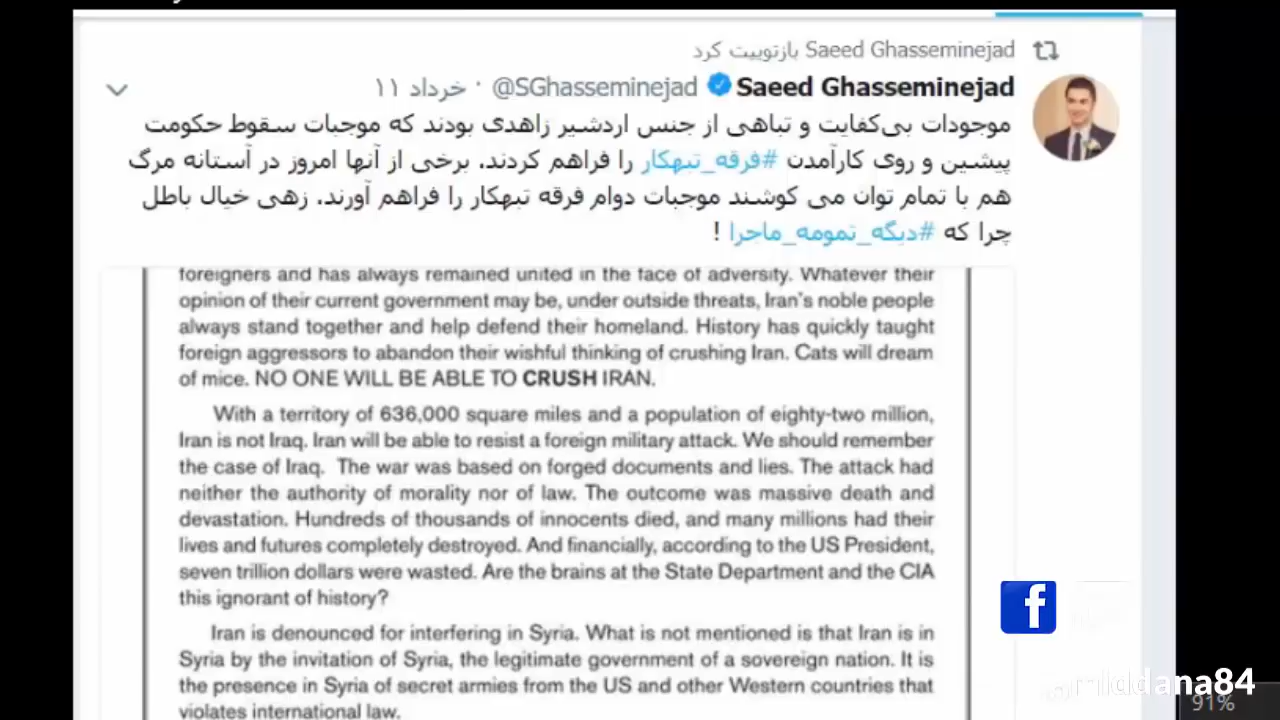 Saeed Ghasseminejad بازتوییت کرد
Saeed Ghasseminejad @SGhasseminejad · خرداد ۱۱
موجودات بی‌کفایت و تباهی از جنس اردشیر زاهدی بودند که موجبات سقوط حکومت
پیشین و روی کارآمدن #فرقه_تبهکار را فراهم کردند. برخی از آنها امروز در آستانه مرگ
هم با تمام توان می کوشند موجبات دوام فرقه تبهکار را فراهم آورند. زهی خیال باطل
چرا که #دیگه_تمومه_ماجرا !
foreigners and has always remained united in the face of adversity. Whatever their
opinion of their current government may be, under outside threats, Iran's noble people
always stand together and help defend their homeland. History has quickly taught
foreign aggressors to abandon their wishful thinking of crushing Iran. Cats will dream
of mice. NO ONE WILL BE ABLE TO CRUSH IRAN.
With a territory of 636,000 square miles and a population of eighty-two million,
Iran is not Iraq. Iran will be able to resist a foreign military attack. We should remember
the case of Iraq. The war was based on forged documents and lies. The attack had
neither the authority of morality nor of law. The outcome was massive death and
devastation. Hundreds of thousands of innocents died, and many millions had their
lives and futures completely destroyed. And financially, according to the US President,
seven trillion dollars were wasted. Are the brains at the State Department and the CIA
this ignorant of history?
Iran is denounced for interfering in Syria. What is not mentioned is that Iran is in
Syria by the invitation of Syria, the legitimate government of a sovereign nation. It is
the presence in Syria of secret armies from the US and other Western countries that
violates international law.
f
91%